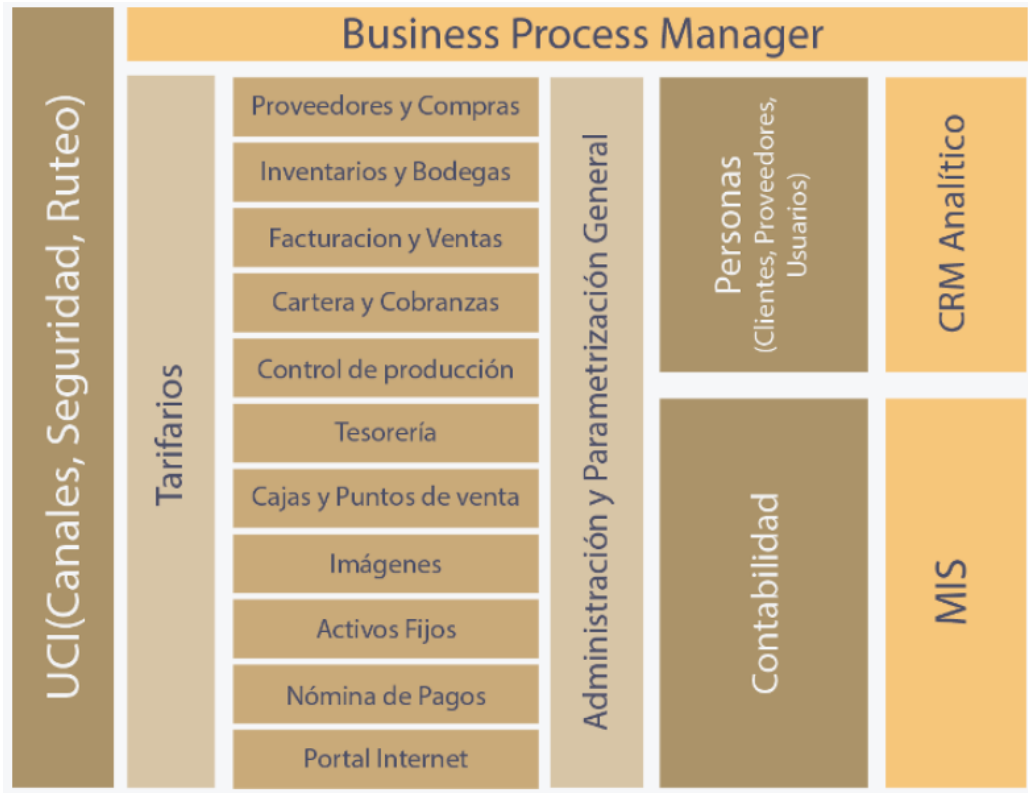 Business Process Manager
UCI(Canales, Seguridad, Ruteo)
Tarifarios
Proveedores y Compras
Inventarios y Bodegas
Facturacion y Ventas
Cartera y Cobranzas
Control de producción
Tesorería
Cajas y Puntos de venta
Imágenes
Activos Fijos
Nómina de Pagos
Portal Internet
Administración y Parametrización General
Personas
(Clientes, Proveedores,
Usuarios)
Contabilidad
CRM Analítico
MIS